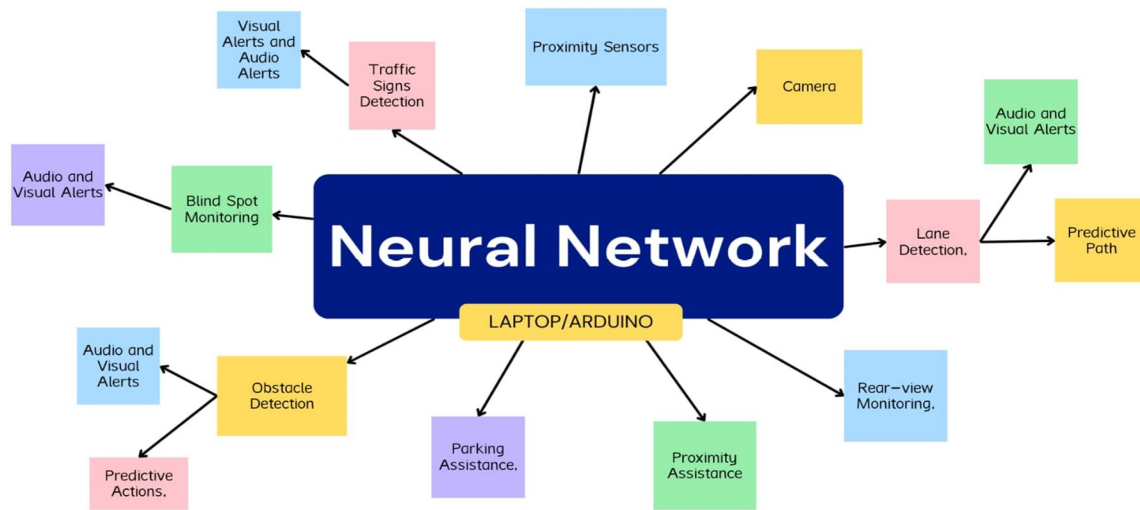 Visual
Alerts and
Audio
Alerts
Traffic
Signs
Detection
Proximity Sensors
Camera
Audio and
Visual Alerts
Audio and
Visual Alerts
Blind Spot
Monitoring
Neural Network
LAPTOP/ARDUINO
Lane
Detection.
Predictive
Path
Audio and
Visual
Alerts
Obstacle
Detection
Predictive
Actions.
Parking
Assistance.
Proximity
Assistance
Rear-view
Monitoring.